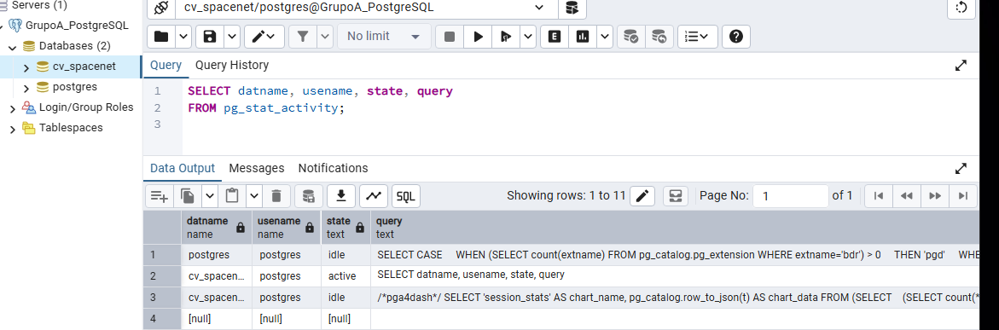 Servers (1)
GrupoA_PostgreSQL
Databases (2)
cv_spacenet
postgres
Login/Group Roles
Tablespaces
cv_spacenet/postgres@GrupoA_PostgreSQL
No limit
E
Query
Query History
1 SELECT datname, usename, state, query
2 FROM pg_stat_activity;
3
Data Output Messages Notifications
SQL
Showing rows: 1 to 11
Page No: 1 of 1
datname name
usename name
state text
query text
1 postgres postgres idle SELECT CASE WHEN (SELECT count(extname) FROM pg_catalog.pg_extension WHERE extname='bdr') > 0 THEN 'pgd' WHE
2 cv_spacen... postgres active SELECT datname, usename, state, query
3 cv_spacen... postgres idle /*pga4dash*/ SELECT 'session_stats' AS chart_name, pg_catalog.row_to_json(t) AS chart_data FROM (SELECT (SELECT count(*
4 [null] [null] [null]